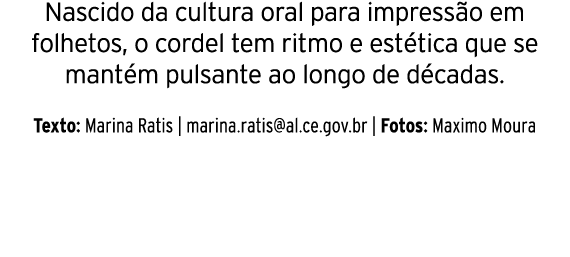 Nascido da cultura oral para impressão em
folhetos, o cordel tem ritmo e estética que se
mantém pulsante ao longo de décadas.
Texto: Marina Ratis | marina.ratis@al.ce.gov.br | Fotos: Maximo Moura